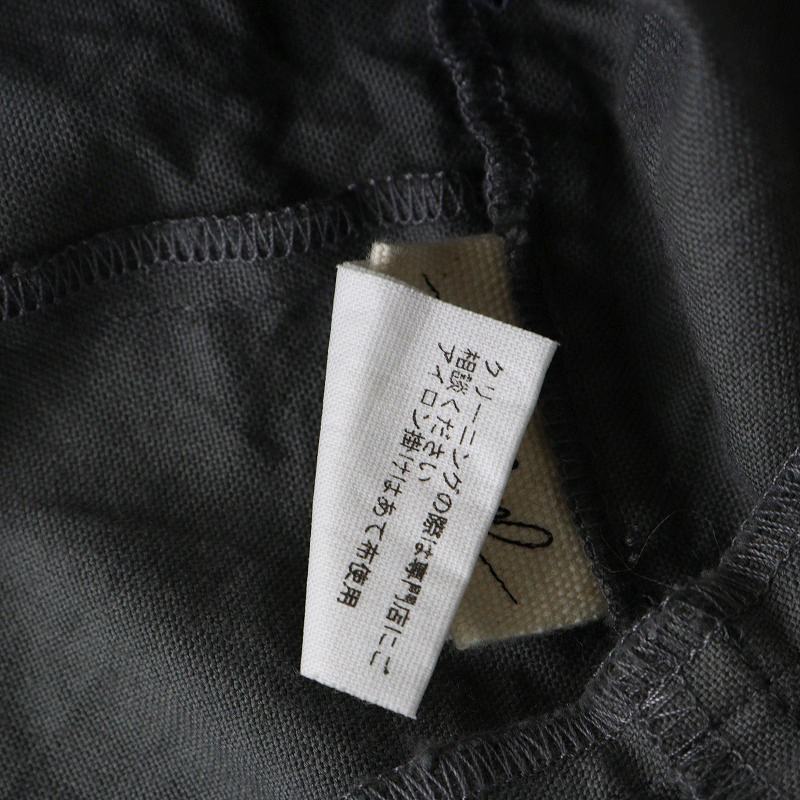 クリーニングの際は専門店にご
相談ください
アイロン掛けはあて布使用